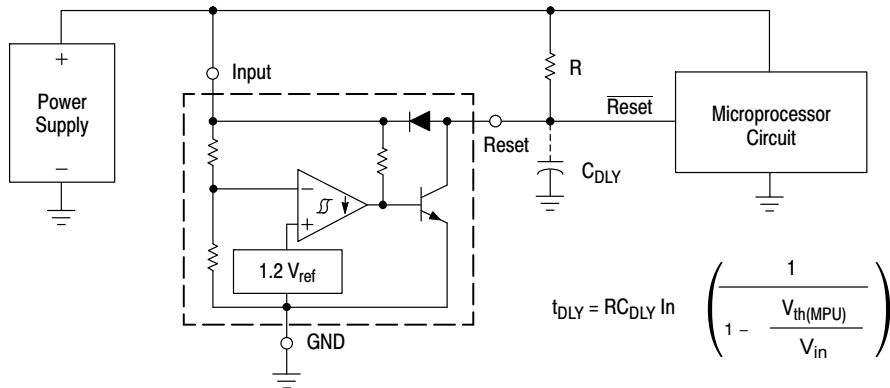 +
Power
Supply
−
Input
R
Reset
Reset
Microprocessor
Circuit
C_DLY
−
+
1.2 V_ref
GND
t_DLY = RC_DLY In ( 1 / ( 1 − V_th(MPU) / V_in ) )